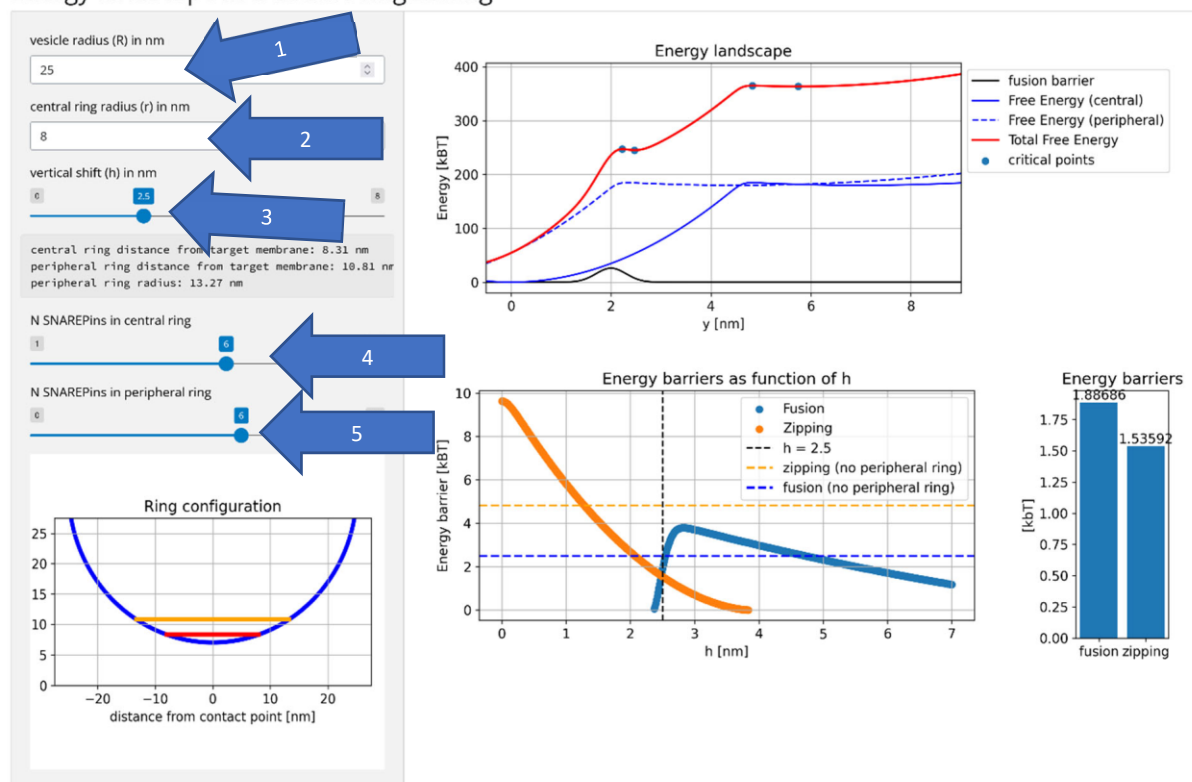 vesicle radius (R) in nm
25
1
central ring radius (r) in nm
8
2
vertical shift (h) in nm
0
2.5
8
3
central ring distance from target membrane: 8.31 nm
peripheral ring distance from target membrane: 10.81 nm
peripheral ring radius: 13.27 nm
N SNAREPins in central ring
1
6
4
N SNAREPins in peripheral ring
0
6
5
Ring configuration
25
20
15
10
5
0
−20 −10 0 10 20
distance from contact point [nm]
Energy landscape
400
300
200
100
0
Energy [kBT]
0 2 4 6 8
y [nm]
fusion barrier
Free Energy (central)
Free Energy (peripheral)
Total Free Energy
critical points
Energy barriers as function of h
10
8
6
4
2
0
Energy barrier [kBT]
0 1 2 3 4 5 6 7
h [nm]
Fusion
Zipping
h = 2.5
zipping (no peripheral ring)
fusion (no peripheral ring)
Energy barriers
1.88686
1.53592
1.75
1.50
1.25
1.00
0.75
0.50
0.25
0.00
[kbT]
fusion zipping